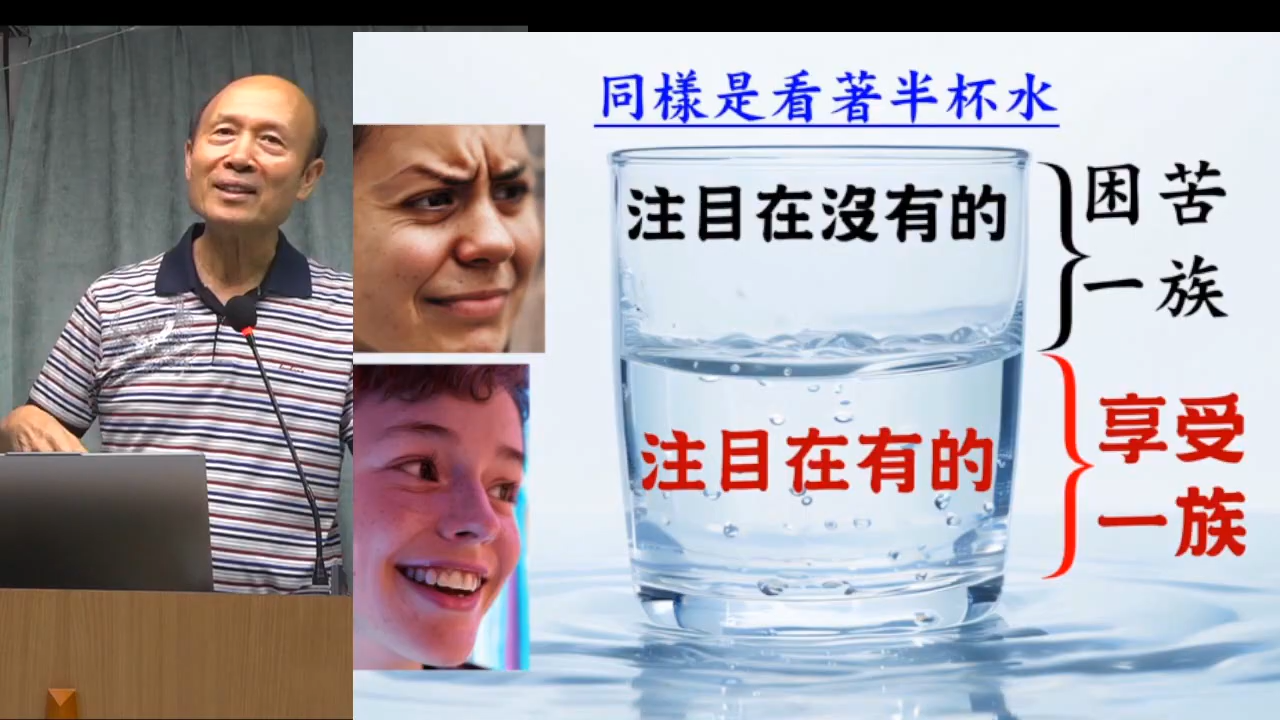 同樣是看著半杯水
注目在沒有的
困苦
一族
注目在有的
享受
一族